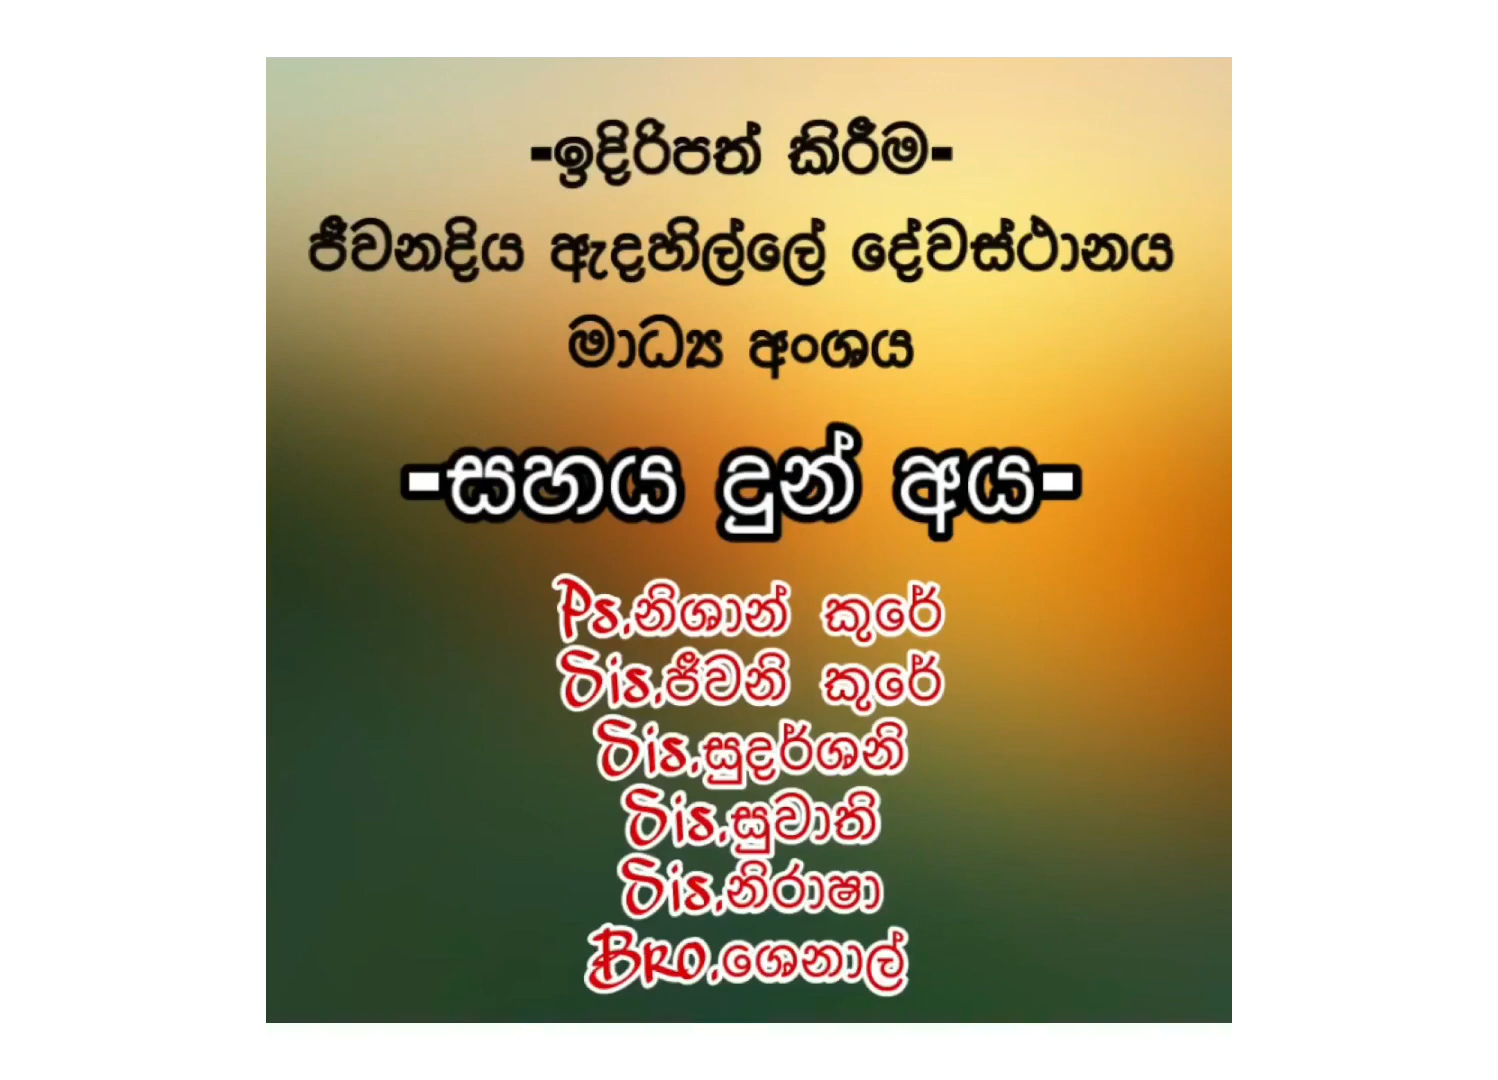 -ඉදිරිපත් කිරීම-
ජීවනදිය ඇදහිල්ලේ දේවස්ථානය
මාධ්‍ය අංශය
-සහය දුන් අය-
Ps.නිශාන් කුරේ
Sis.ජීවනි කුරේ
Sis.සුදර්ශනි
Sis.සුවාති
Sis.නිරාෂා
Bro.ශෙනාල්